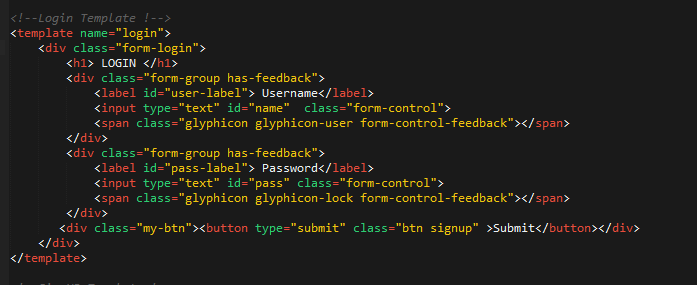 <!--Login Template !-->
<template name="login">
<div class="form-login">
<h1> LOGIN </h1>
<div class="form-group has-feedback">
<label id="user-label"> Username</label>
<input type="text" id="name"  class="form-control">
<span class="glyphicon glyphicon-user form-control-feedback"></span>
</div>
<div class="form-group has-feedback">
<label id="pass-label"> Password</label>
<input type="text" id="pass" class="form-control">
<span class="glyphicon glyphicon-lock form-control-feedback"></span>
</div>
<div class="my-btn"><button type="submit" class="btn signup" >Submit</button></div>
</div>
</template>